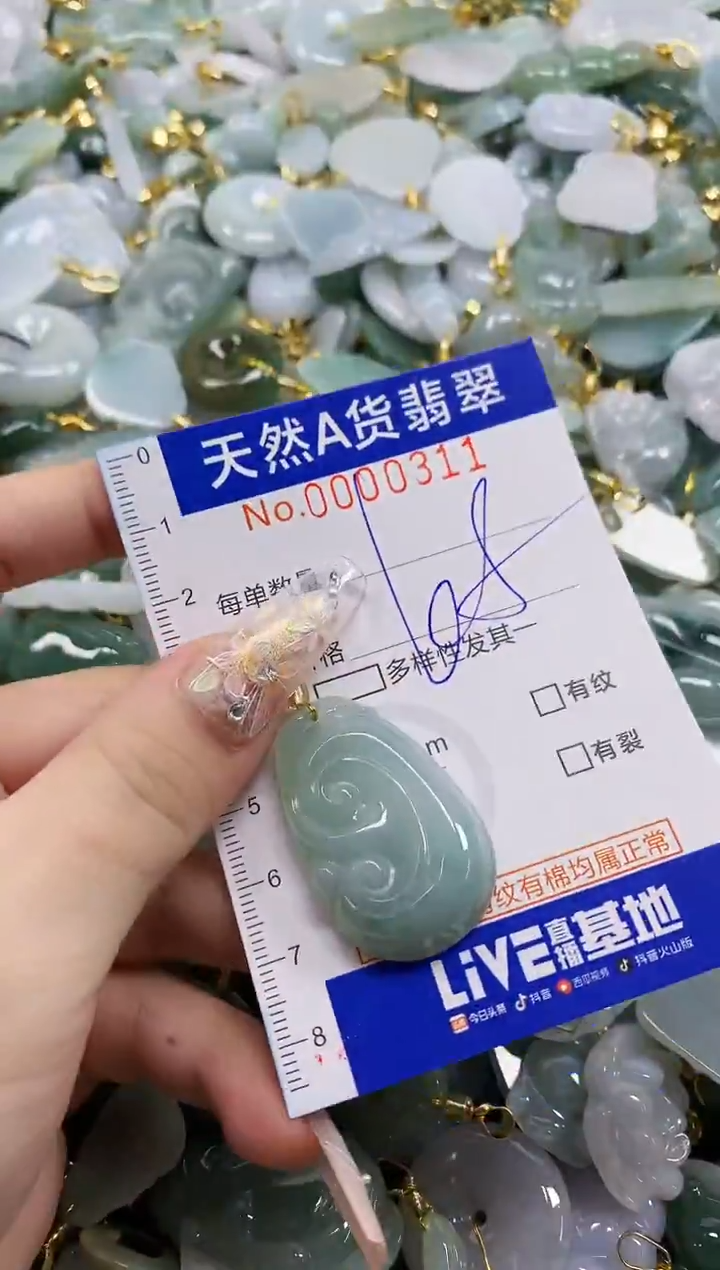 天然A货翡翠
No.0000311
0
1
2
每单数量
格
多样性发其一
有纹
m
有裂
5
6
纹有棉均属正常
7
LiVE直播基地
今日头条 抖音 西瓜视频 抖音火山版
8